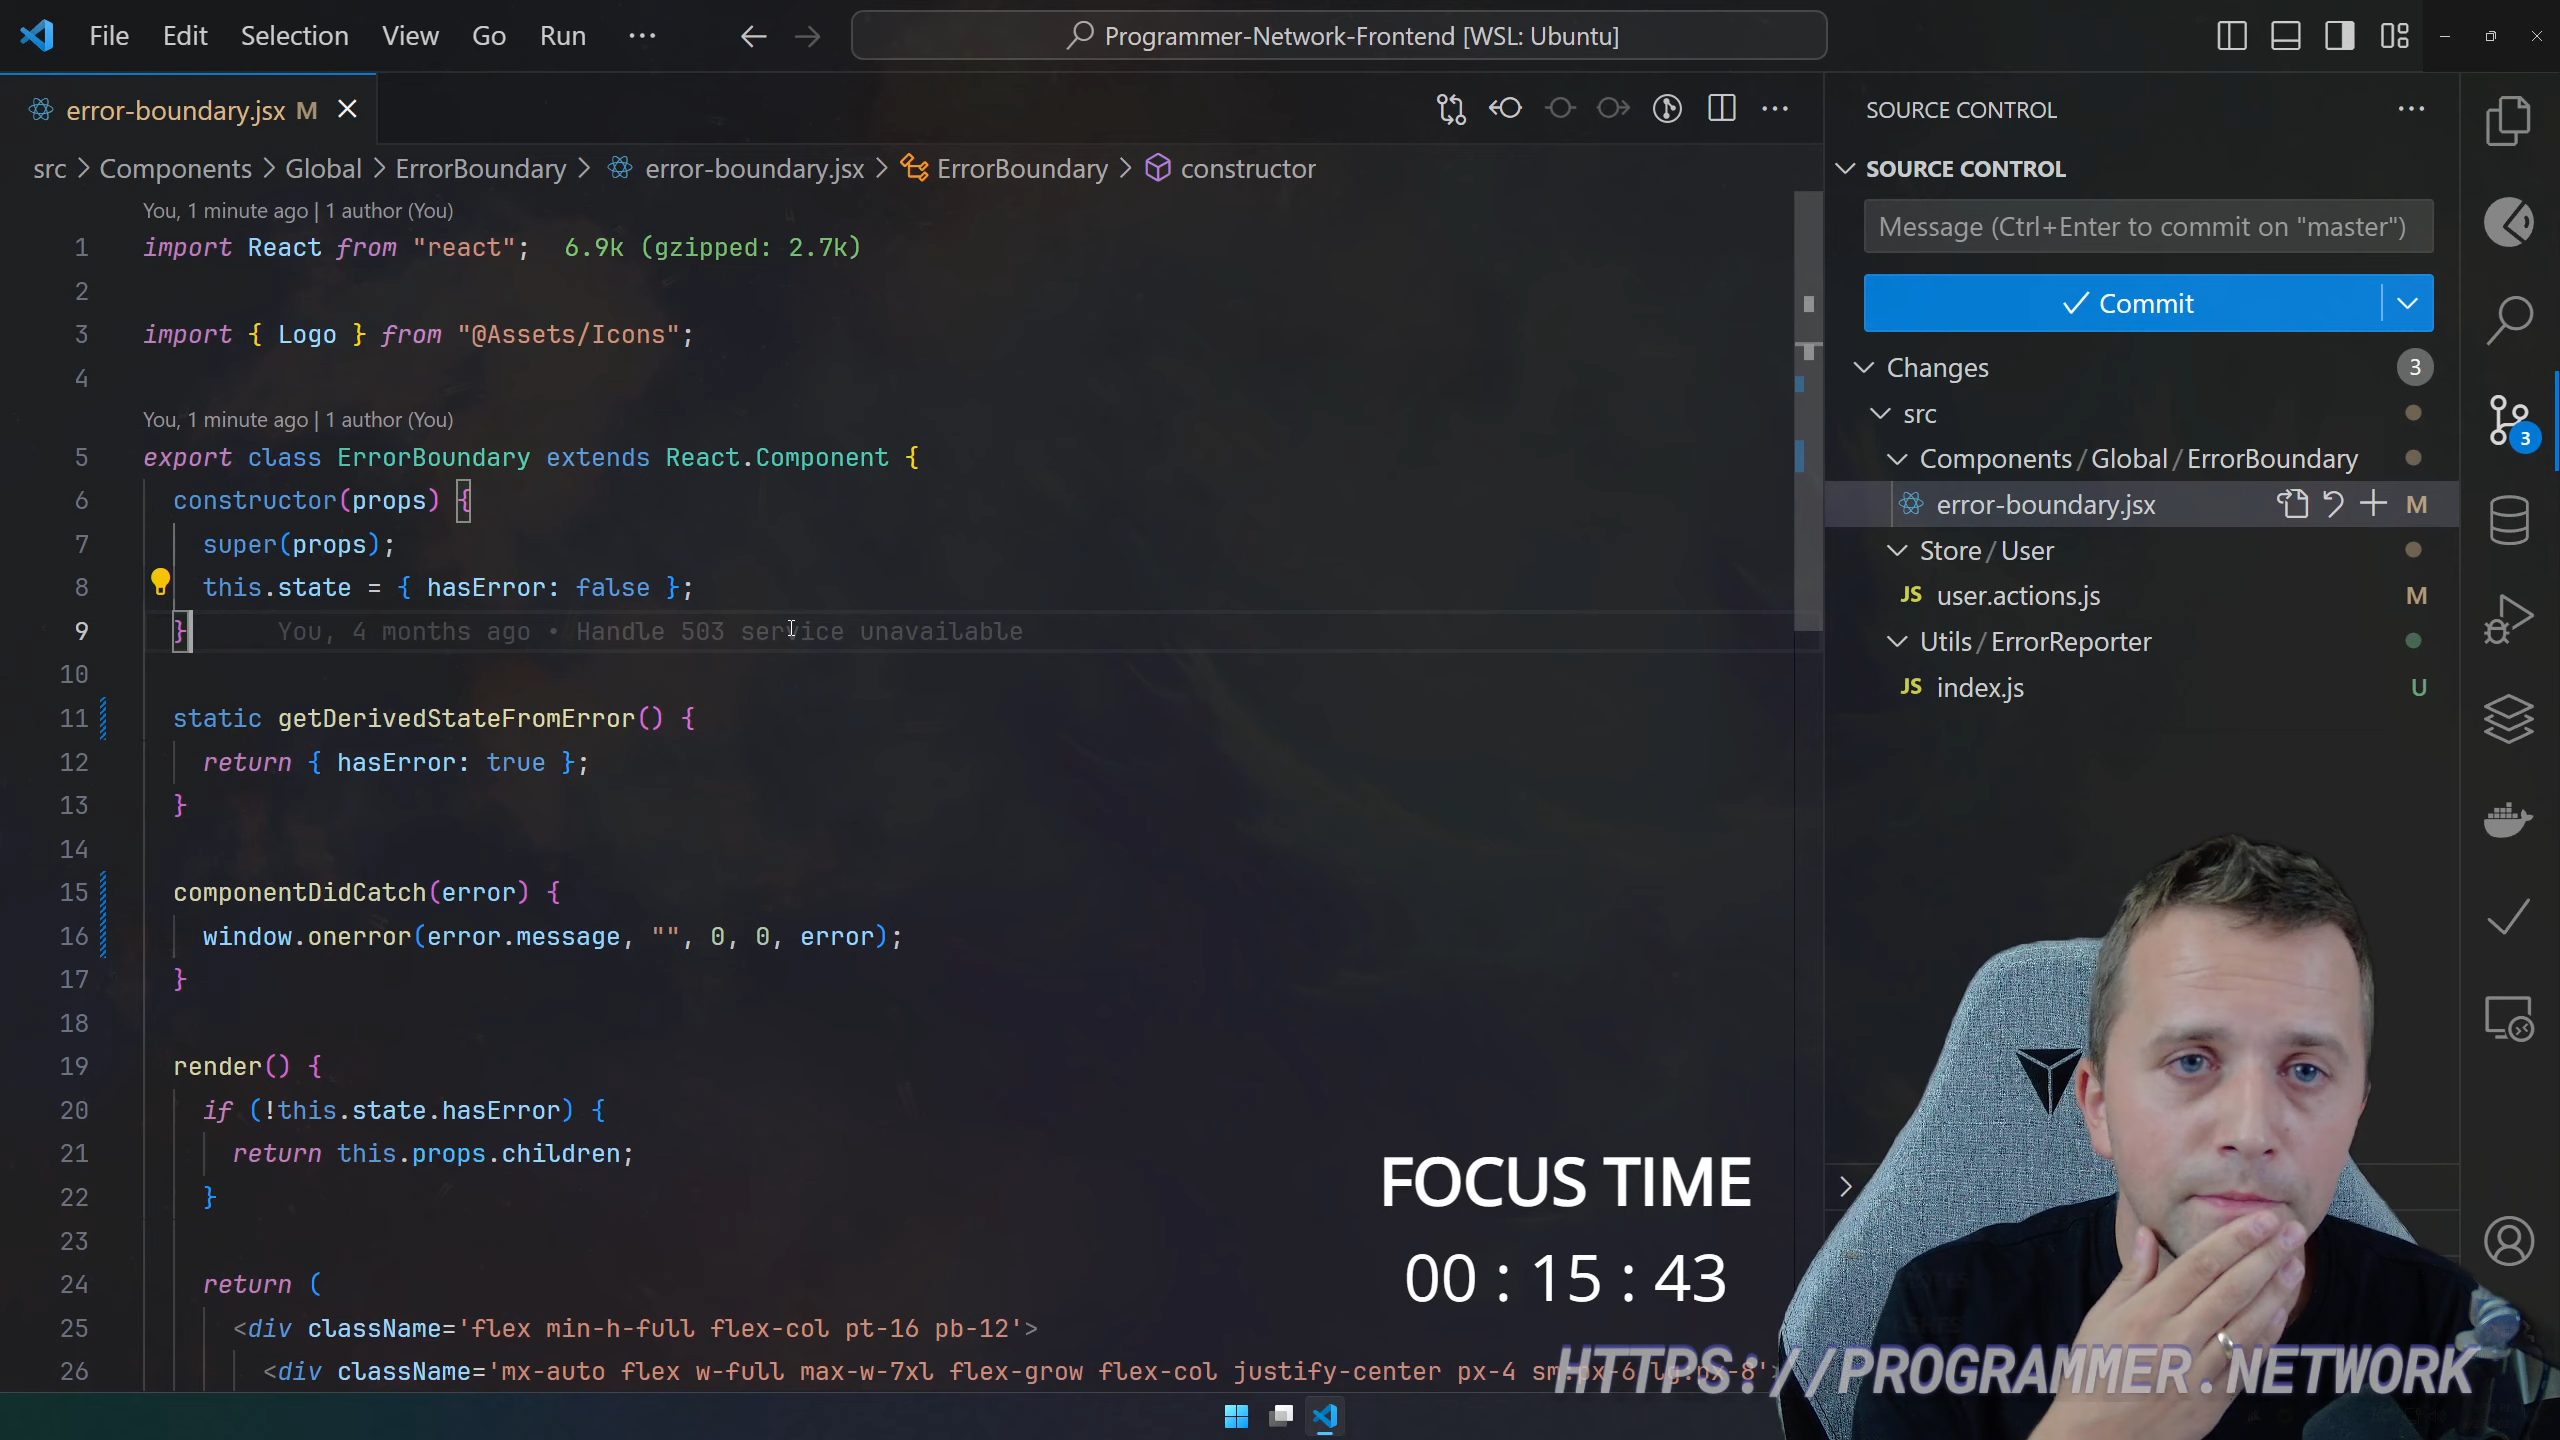 File Edit Selection View Go Run ...
Programmer-Network-Frontend [WSL: Ubuntu]
error-boundary.jsx M
src > Components > Global > ErrorBoundary > error-boundary.jsx > ErrorBoundary > constructor
You, 1 minute ago | 1 author (You)
1 import React from "react"; 6.9k (gzipped: 2.7k)
2
3 import { Logo } from "@Assets/Icons";
4
You, 1 minute ago | 1 author (You)
5 export class ErrorBoundary extends React.Component {
6 constructor(props) {
7 super(props);
8 this.state = { hasError: false };
9 } You, 4 months ago • Handle 503 service unavailable
10
11 static getDerivedStateFromError() {
12 return { hasError: true };
13 }
14
15 componentDidCatch(error) {
16 window.onerror(error.message, "", 0, 0, error);
17 }
18
19 render() {
20 if (!this.state.hasError) {
21 return this.props.children;
22 }
23
24 return (
25 <div className='flex min-h-full flex-col pt-16 pb-12'>
26 <div className='mx-auto flex w-full max-w-7xl flex-grow flex-col justify-center px-4 sm:px-6 lg:px-8'>
SOURCE CONTROL
SOURCE CONTROL
Message (Ctrl+Enter to commit on "master")
Commit
Changes 3
src
Components / Global / ErrorBoundary
error-boundary.jsx M
Store / User
JS user.actions.js M
Utils / ErrorReporter
JS index.js U
3
FOCUS TIME
00 : 15 : 43
HTTPS://PROGRAMMER.NETWORK